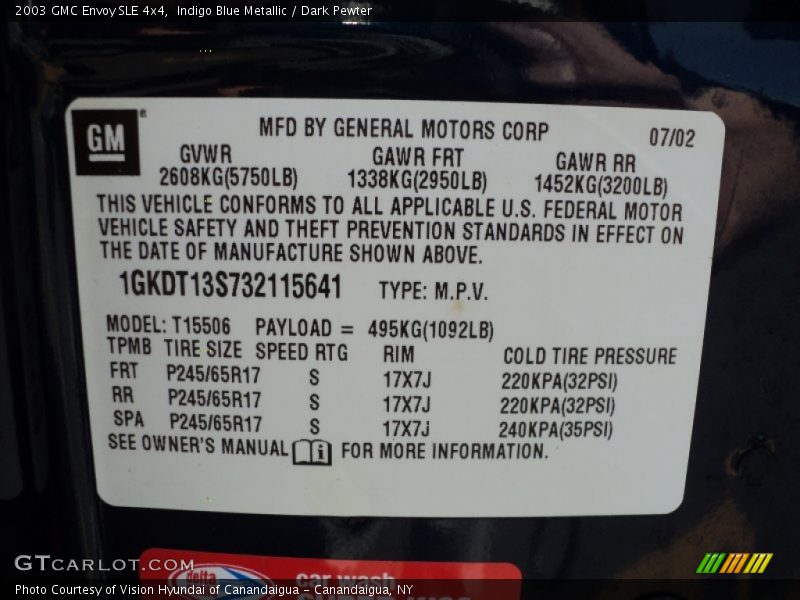 2003 GMC Envoy SLE 4x4,  Indigo Blue Metallic / Dark Pewter
GM®
MFD BY GENERAL MOTORS CORP
07/02
GVWR GAWR FRT GAWR RR
2608KG(5750LB) 1338KG(2950LB) 1452KG(3200LB)
THIS VEHICLE CONFORMS TO ALL APPLICABLE U.S. FEDERAL MOTOR
VEHICLE SAFETY AND THEFT PREVENTION STANDARDS IN EFFECT ON
THE DATE OF MANUFACTURE SHOWN ABOVE.
1GKDT13S732115641 TYPE: M.P.V.
MODEL: T15506 PAYLOAD = 495KG(1092LB)
TPMB TIRE SIZE SPEED RTG RIM COLD TIRE PRESSURE
FRT P245/65R17 S 17X7J 220KPA(32PSI)
RR P245/65R17 S 17X7J 220KPA(32PSI)
SPA P245/65R17 S 17X7J 240KPA(35PSI)
SEE OWNER'S MANUAL i FOR MORE INFORMATION.
delta car wash
GTCARLOT.COM
Photo Courtesy of Vision Hyundai of Canandaigua - Canandaigua, NY